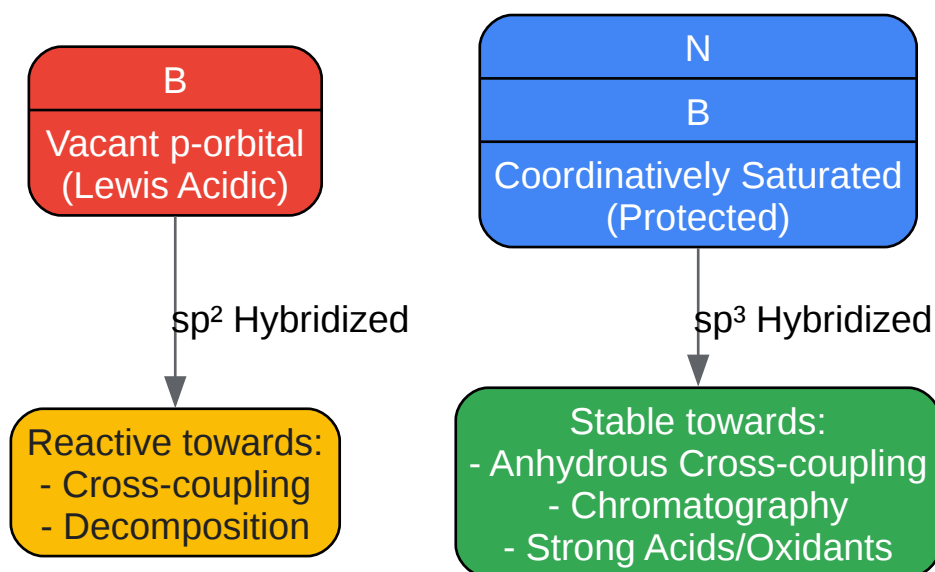 B
Vacant p-orbital
(Lewis Acidic)
sp² Hybridized
Reactive towards:
- Cross-coupling
- Decomposition
N
B
Coordinatively Saturated
(Protected)
sp³ Hybridized
Stable towards:
- Anhydrous Cross-coupling
- Chromatography
- Strong Acids/Oxidants